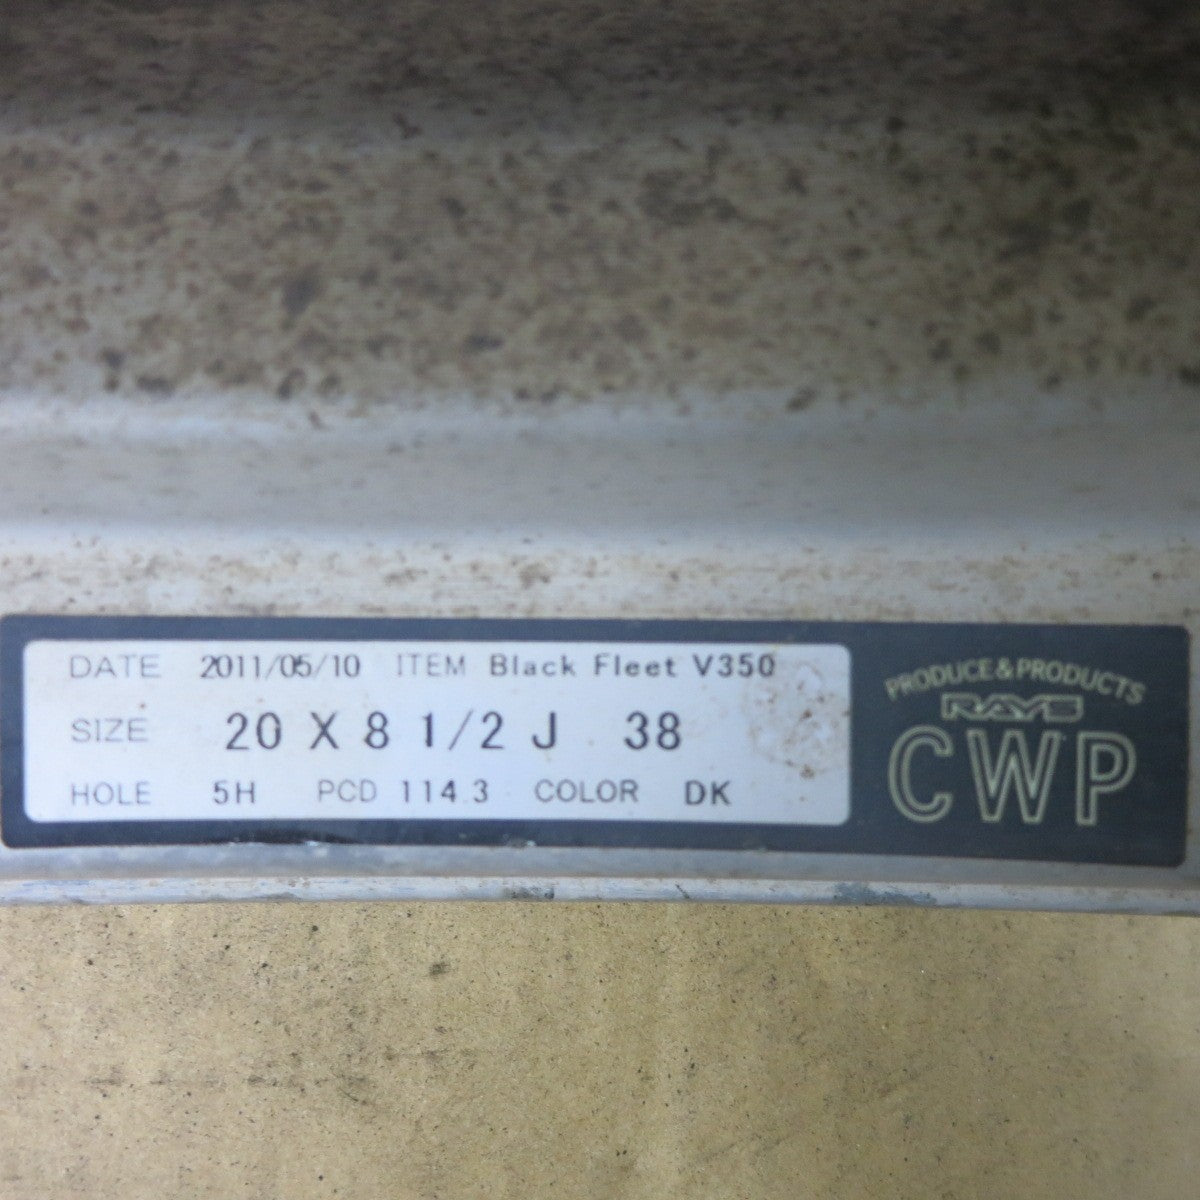 DATE 2011/05/10 ITEM Black Fleet V350
SIZE 20 X 8 1/2 J 38
HOLE 5H PCD 114.3 COLOR DK
PRODUCE & PRODUCTS
RAYS
CWP